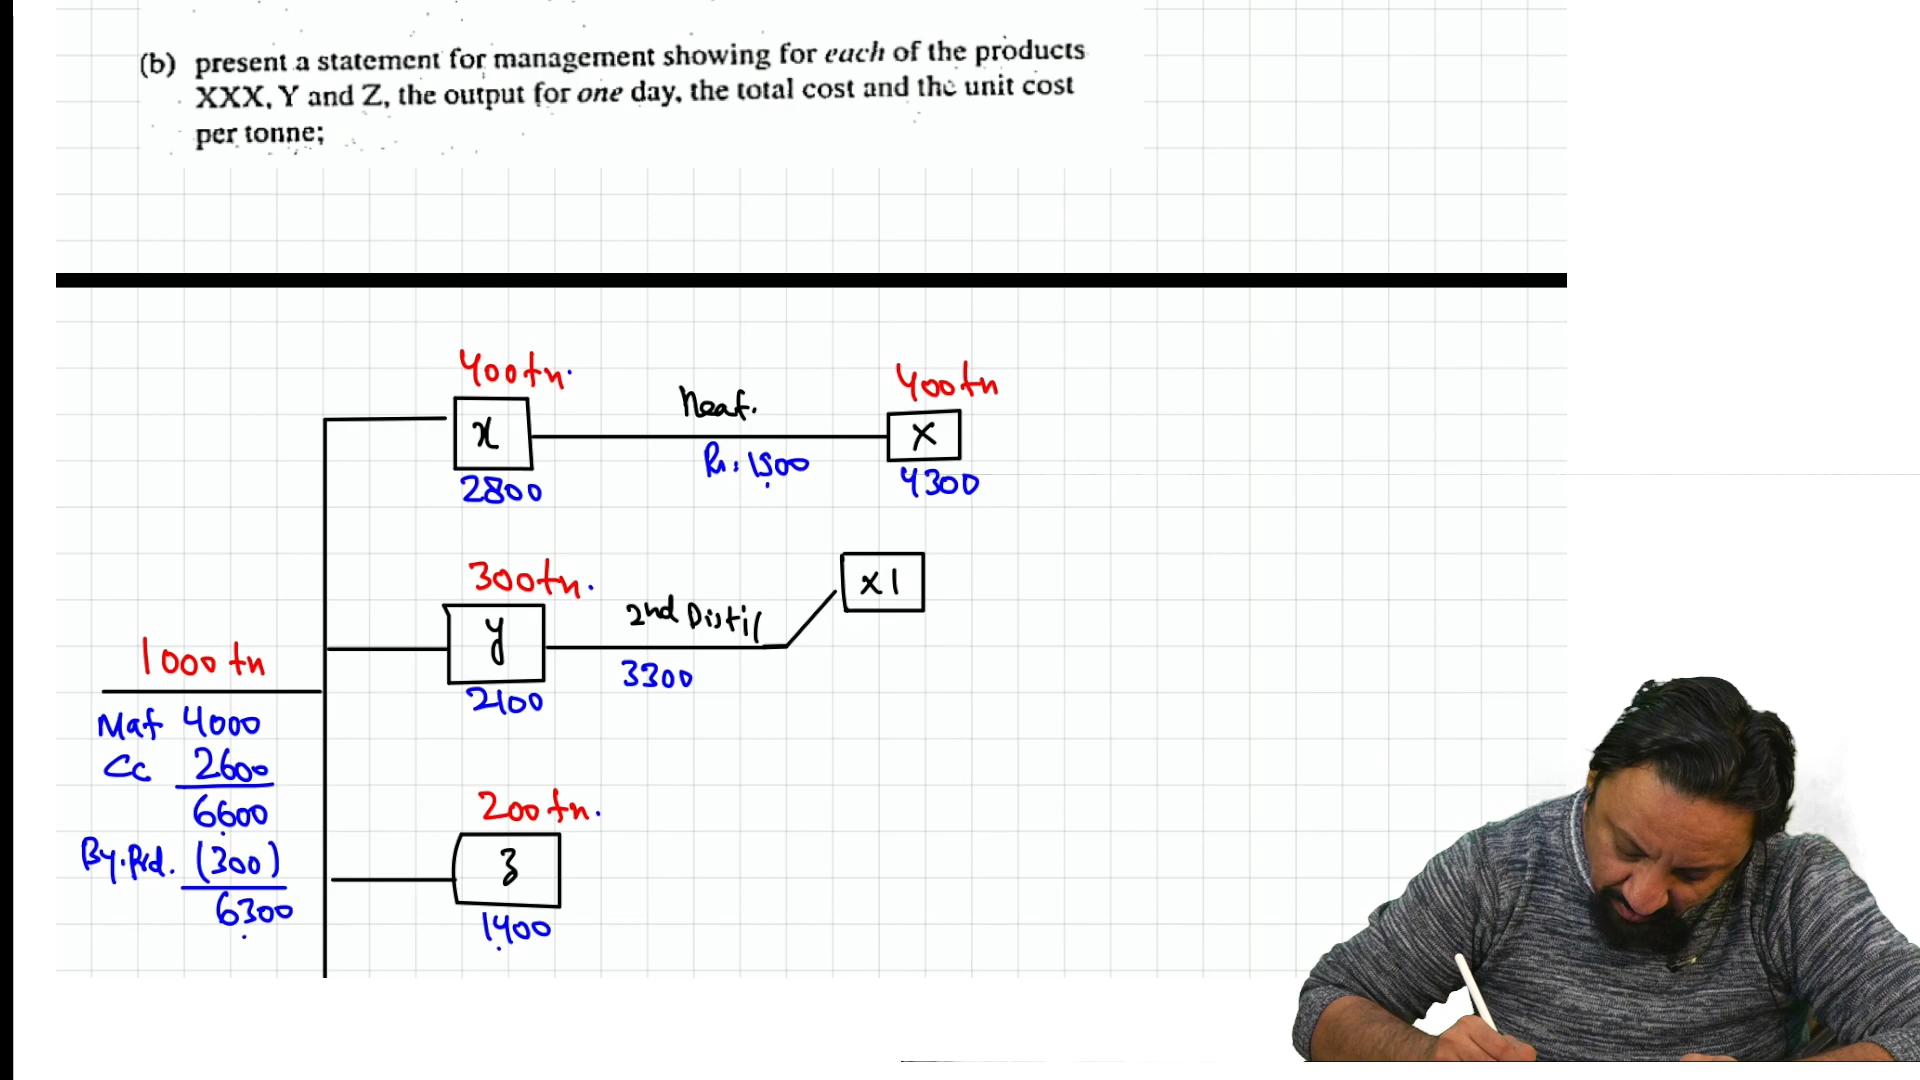 (b) present a statement for management showing for each of the products
XXX, Y and Z, the output for one day, the total cost and the unit cost
per tonne;
400tn.
x
2800
Heat.
Rs: 1500
400tn
X
4300
300tn.
y
2100
2nd Distil
3300
X1
1000 tn
Mat 4000
CC 2600
6600
By.Prd. (300)
6300
200tn.
z
1400